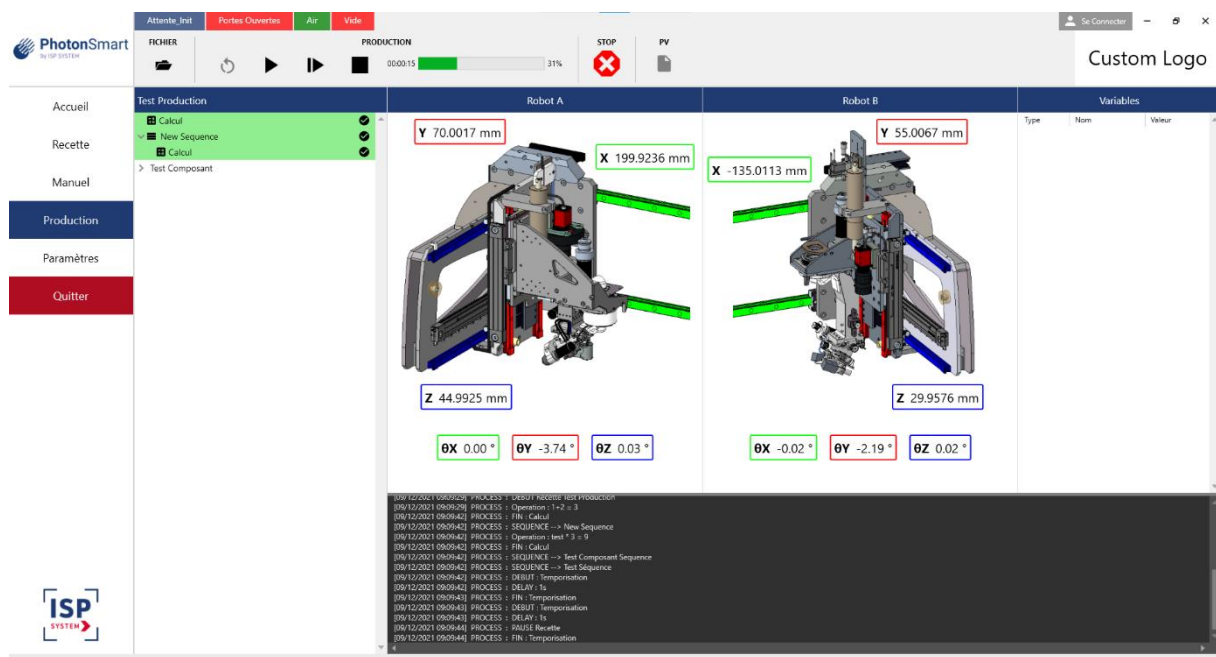 Attente_Init Portes Ouvertes Air Vide Se Connecter
PhotonSmart
by ISP SYSTEM
FICHIER PRODUCTION STOP PV
00:00:15 31%
Custom Logo
Accueil
Recette
Manuel
Production
Paramètres
Quitter
ISP
SYSTEM
Test Production
Calcul
New Sequence
Calcul
Test Composant
Robot A
Y 70.0017 mm
X 199.9236 mm
Z 44.9925 mm
θX 0.00 ° θY -3.74 ° θZ 0.03 °
Robot B
Y 55.0067 mm
X -135.0113 mm
Z 29.9576 mm
θX -0.02 ° θY -2.19 ° θZ 0.02 °
Variables
Type Nom Valeur
[09/12/2021 09:09:29] PROCESS : DEBUT Recette Test Production
[09/12/2021 09:09:29] PROCESS : Operation : 1+2 = 3
[09/12/2021 09:09:42] PROCESS : FIN : Calcul
[09/12/2021 09:09:42] PROCESS : SEQUENCE --> New Sequence
[09/12/2021 09:09:42] PROCESS : Operation : test * 3 = 9
[09/12/2021 09:09:42] PROCESS : FIN : Calcul
[09/12/2021 09:09:42] PROCESS : SEQUENCE --> Test Composant Sequence
[09/12/2021 09:09:42] PROCESS : SEQUENCE --> Test Séquence
[09/12/2021 09:09:42] PROCESS : DEBUT : Temporisation
[09/12/2021 09:09:42] PROCESS : DELAY : 1s
[09/12/2021 09:09:43] PROCESS : FIN : Temporisation
[09/12/2021 09:09:43] PROCESS : DEBUT : Temporisation
[09/12/2021 09:09:43] PROCESS : DELAY : 1s
[09/12/2021 09:09:44] PROCESS : PAUSE Recette
[09/12/2021 09:09:44] PROCESS : FIN : Temporisation